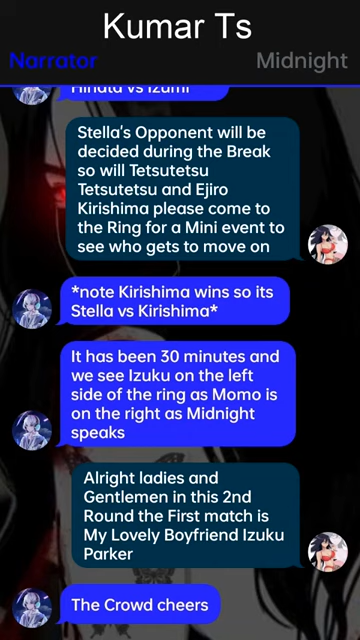 Kumar Ts
Narrator
Midnight
Hinata vs Izumi
Stella's Opponent will be
decided during the Break
so will Tetsutetsu
Tetsutetsu and Ejiro
Kirishima please come to
the Ring for a Mini event to
see who gets to move on
*note Kirishima wins so its
Stella vs Kirishima*
It has been 30 minutes and
we see Izuku on the left
side of the ring as Momo is
on the right as Midnight
speaks
Alright ladies and
Gentlemen in this 2nd
Round the First match is
My Lovely Boyfriend Izuku
Parker
The Crowd cheers